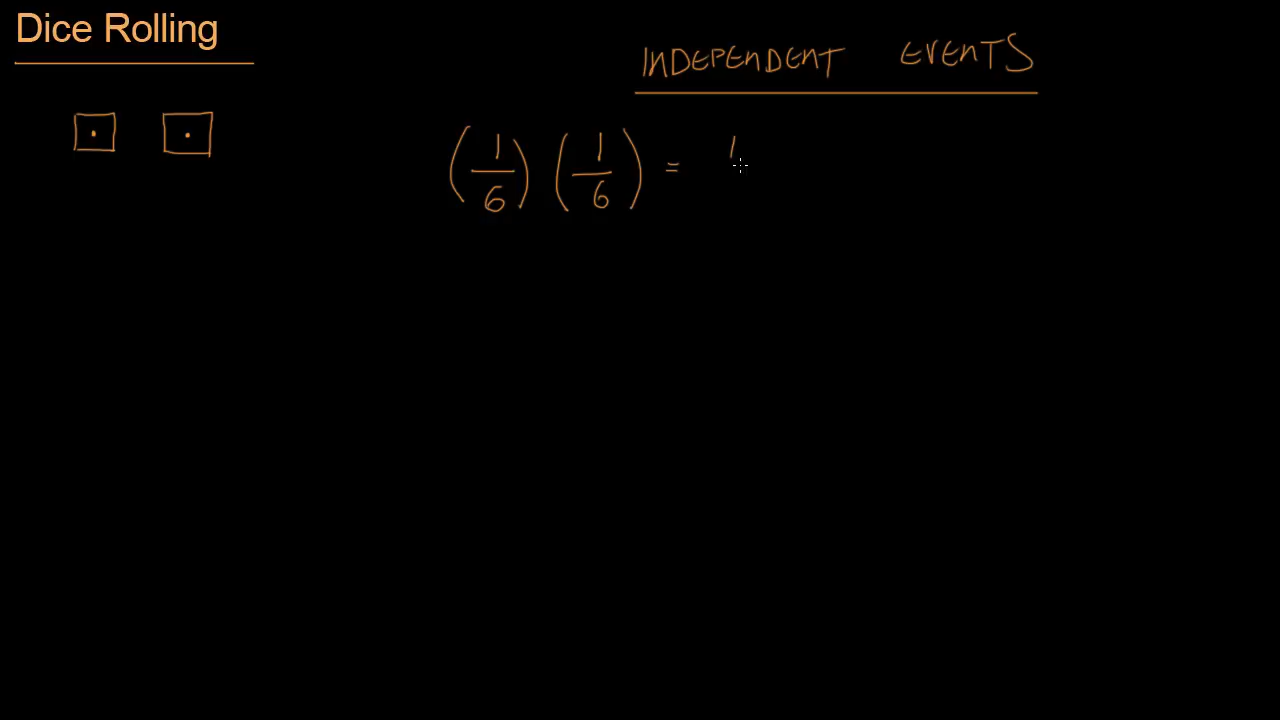 Dice Rolling
INDEPENDENT EVENTS
(1/6) (1/6) = 1